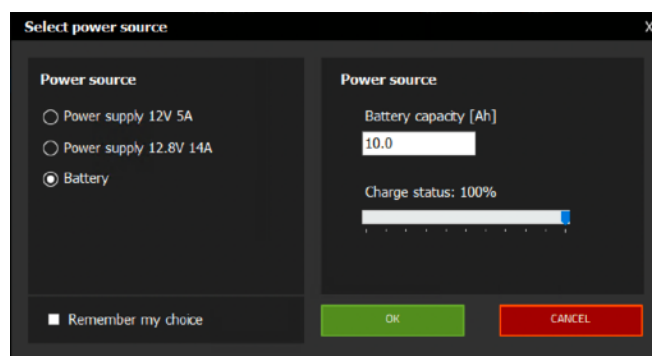 Select power source X
Power source
Power supply 12V 5A
Power supply 12.8V 14A
Battery
Remember my choice
Power source
Battery capacity [Ah]
10.0
Charge status: 100%
OK
CANCEL